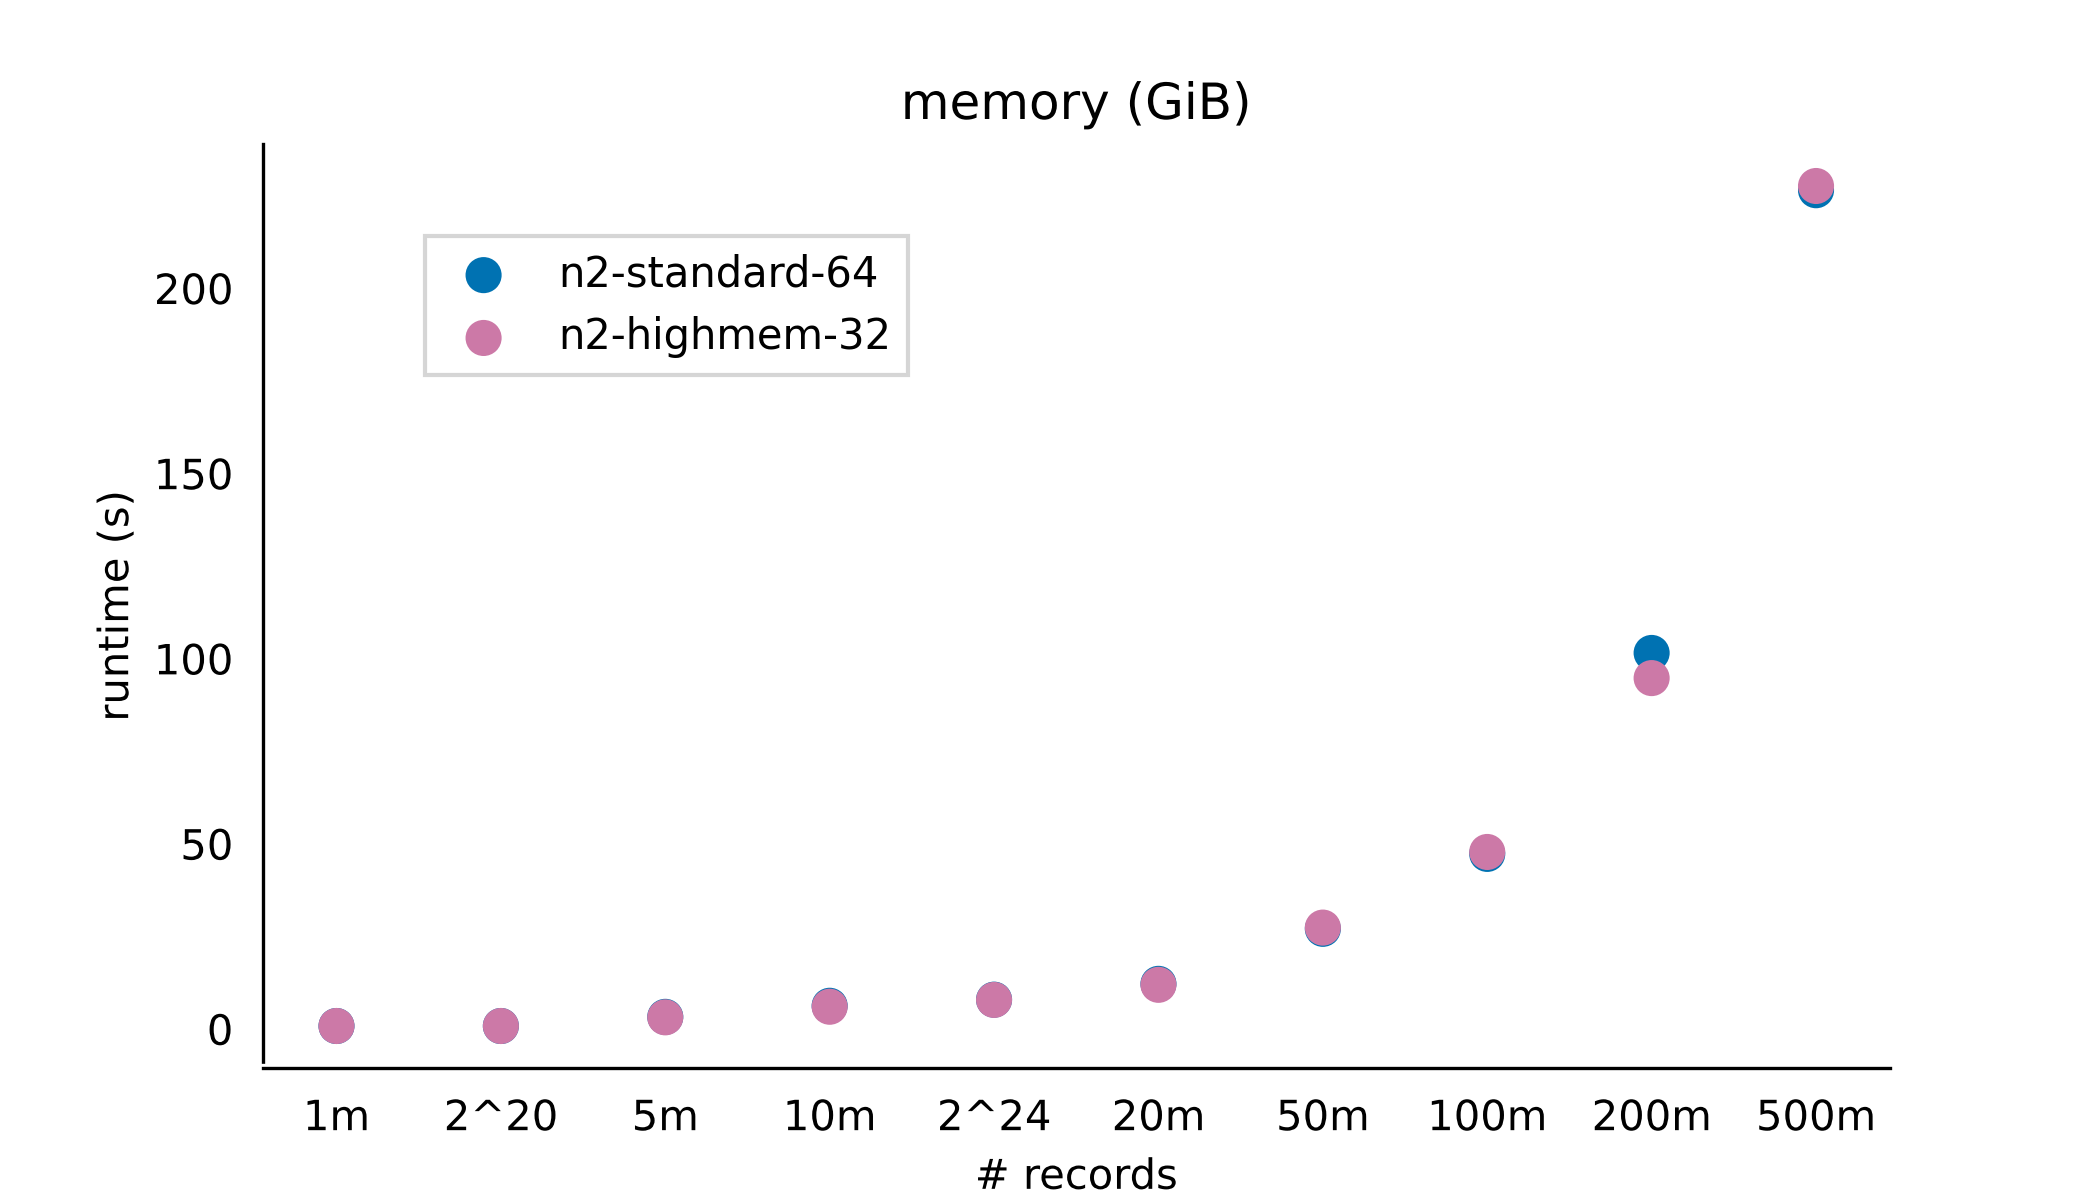 memory (GiB)
n2-standard-64
n2-highmem-32
runtime (s)
200
150
100
50
0
1m 2^20 5m 10m 2^24 20m 50m 100m 200m 500m
# records